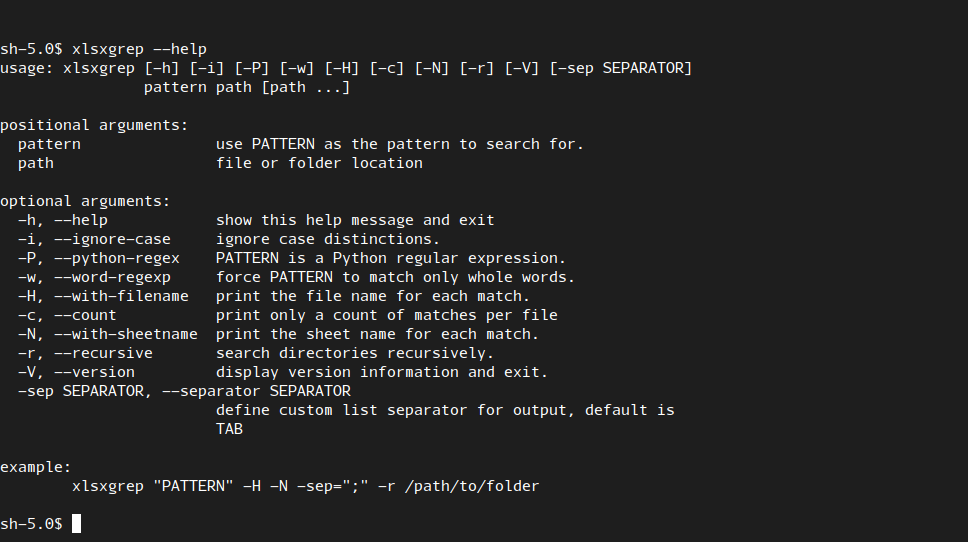 sh-5.0$ xlsxgrep --help
usage: xlsxgrep [-h] [-i] [-P] [-w] [-H] [-c] [-N] [-r] [-V] [-sep SEPARATOR]
                pattern path [path ...]

positional arguments:
  pattern               use PATTERN as the pattern to search for.
  path                  file or folder location

optional arguments:
  -h, --help            show this help message and exit
  -i, --ignore-case     ignore case distinctions.
  -P, --python-regex    PATTERN is a Python regular expression.
  -w, --word-regexp     force PATTERN to match only whole words.
  -H, --with-filename   print the file name for each match.
  -c, --count           print only a count of matches per file
  -N, --with-sheetname  print the sheet name for each match.
  -r, --recursive       search directories recursively.
  -V, --version         display version information and exit.
  -sep SEPARATOR, --separator SEPARATOR
                        define custom list separator for output, default is
                        TAB

example:
        xlsxgrep "PATTERN" -H -N -sep=";" -r /path/to/folder

sh-5.0$